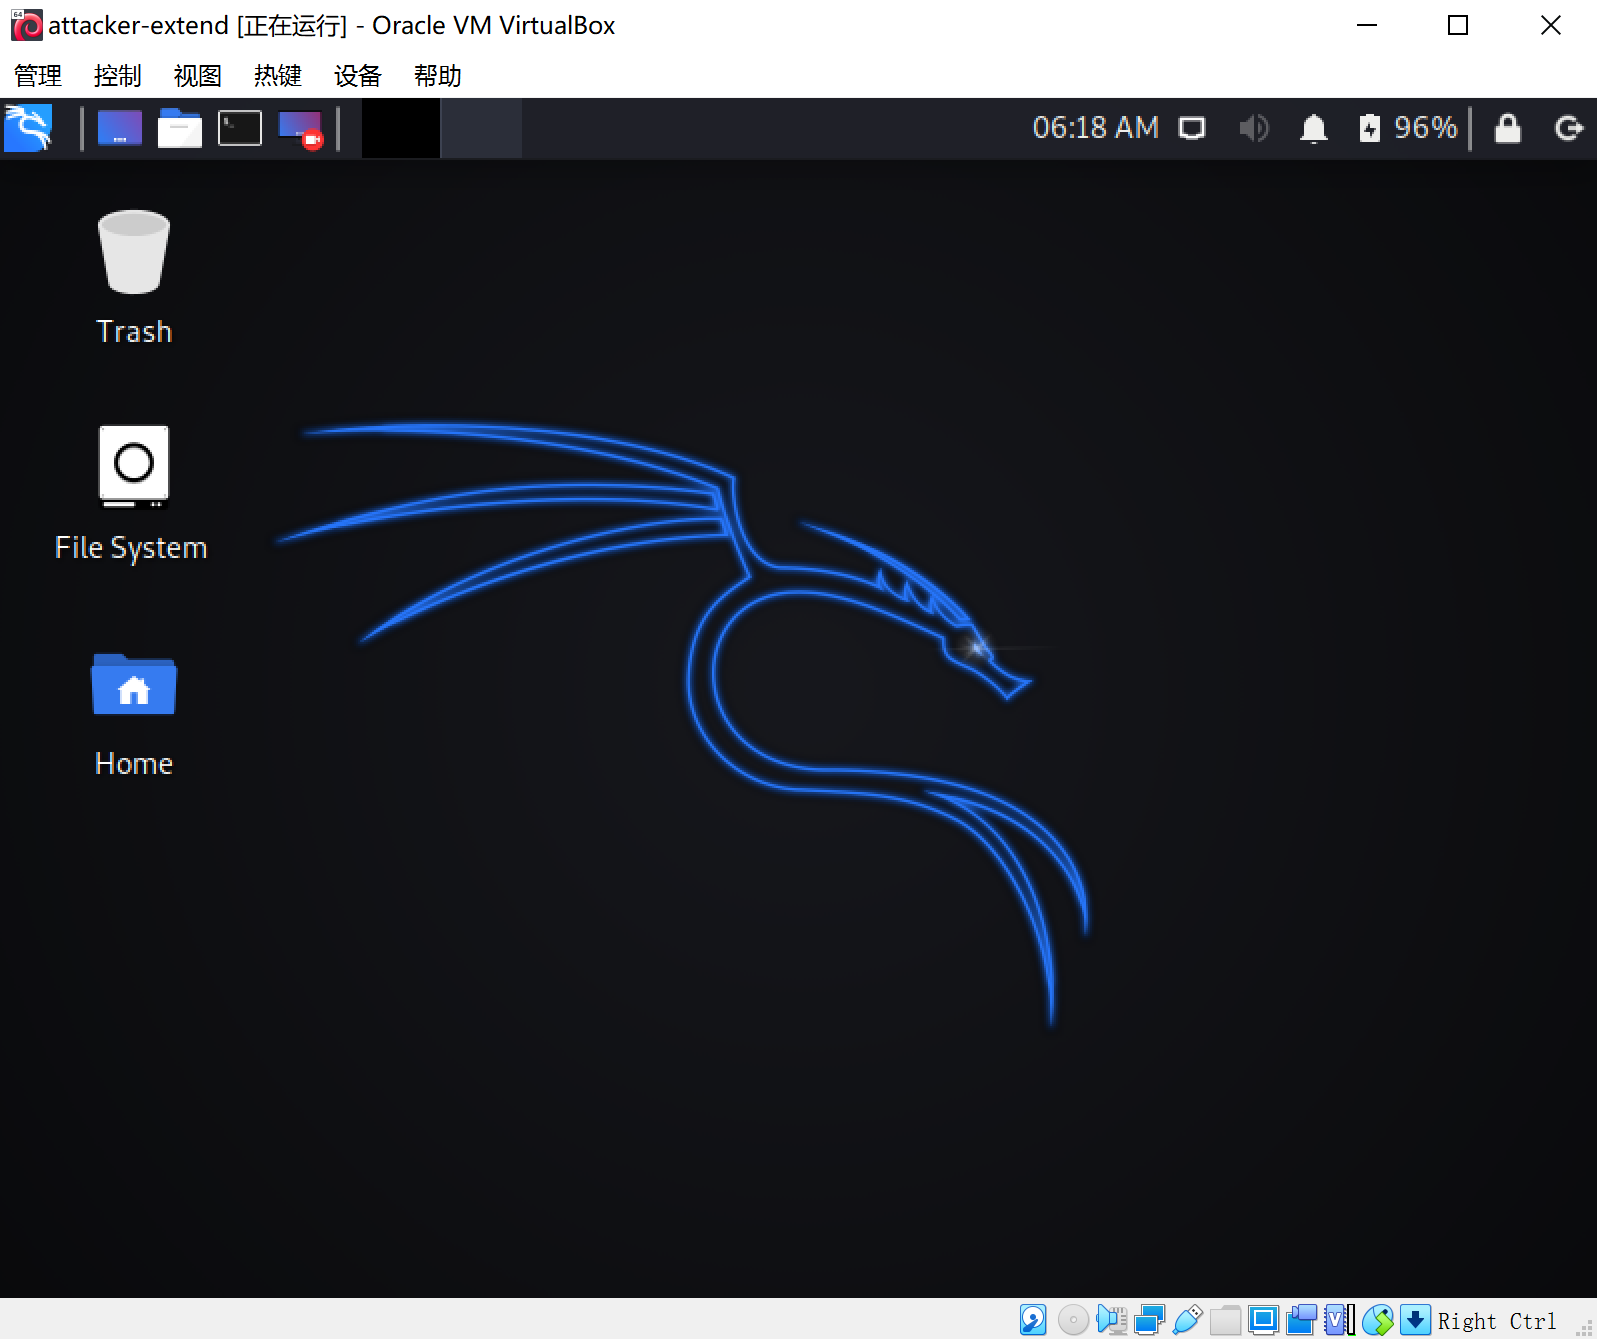 attacker-extend [正在运行] - Oracle VM VirtualBox
管理 控制 视图 热键 设备 帮助
06:18 AM 96%
Trash
File System
Home
Right Ctrl